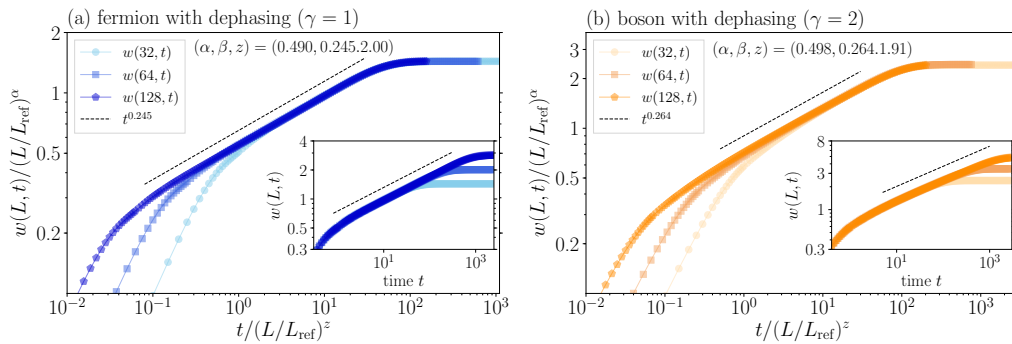 (a) fermion with dephasing (γ = 1)
2
1
0.5
0.2
w(L, t)/(L/L_ref)^α
w(32, t)
w(64, t)
w(128, t)
t^0.245
(α, β, z) = (0.490, 0.245.2.00)
4
2
1
0.5
0.3
w(L, t)
10^1
10^3
time t
10^-2
10^-1
10^0
10^1
10^2
10^3
t/(L/L_ref)^z
(b) boson with dephasing (γ = 2)
3
2
1
0.5
0.2
w(L, t)/(L/L_ref)^α
w(32, t)
w(64, t)
w(128, t)
t^0.264
(α, β, z) = (0.498, 0.264.1.91)
8
4
1
0.3
w(L, t)
10^1
10^3
time t
10^-2
10^-1
10^0
10^1
10^2
10^3
t/(L/L_ref)^z